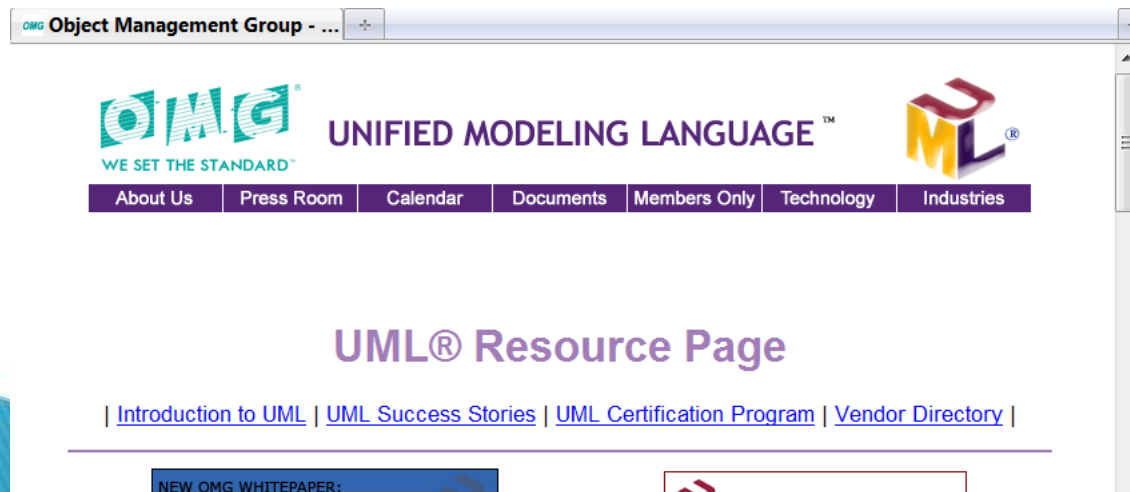 OMG Object Management Group - ...
OMG®
WE SET THE STANDARD™
UNIFIED MODELING LANGUAGE™
UML®
About Us Press Room Calendar Documents Members Only Technology Industries
UML® Resource Page
| Introduction to UML | UML Success Stories | UML Certification Program | Vendor Directory |
NEW OMG WHITEPAPER: